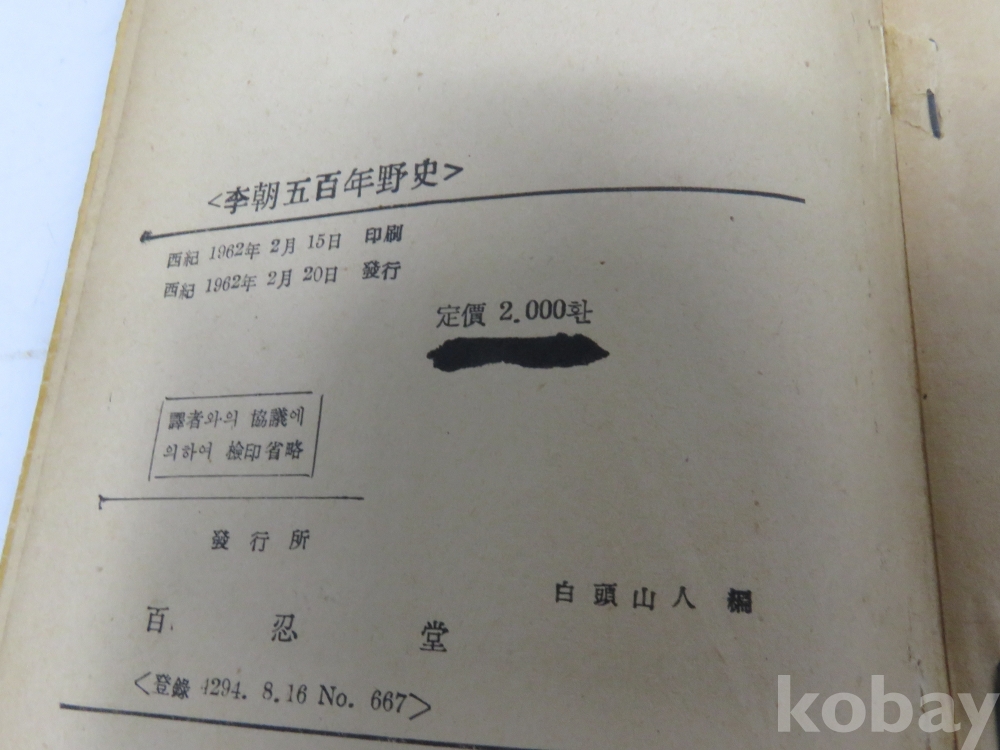 <李朝五百年野史>
西紀 1962年 2月 15日 印刷
西紀 1962年 2月 20日 發行
定價 2.000환
譯者와의 協議에
의하여 檢印省略
發行所
白頭山人 編
百忍堂
<登錄 4294. 8.16 No. 667>
kobay